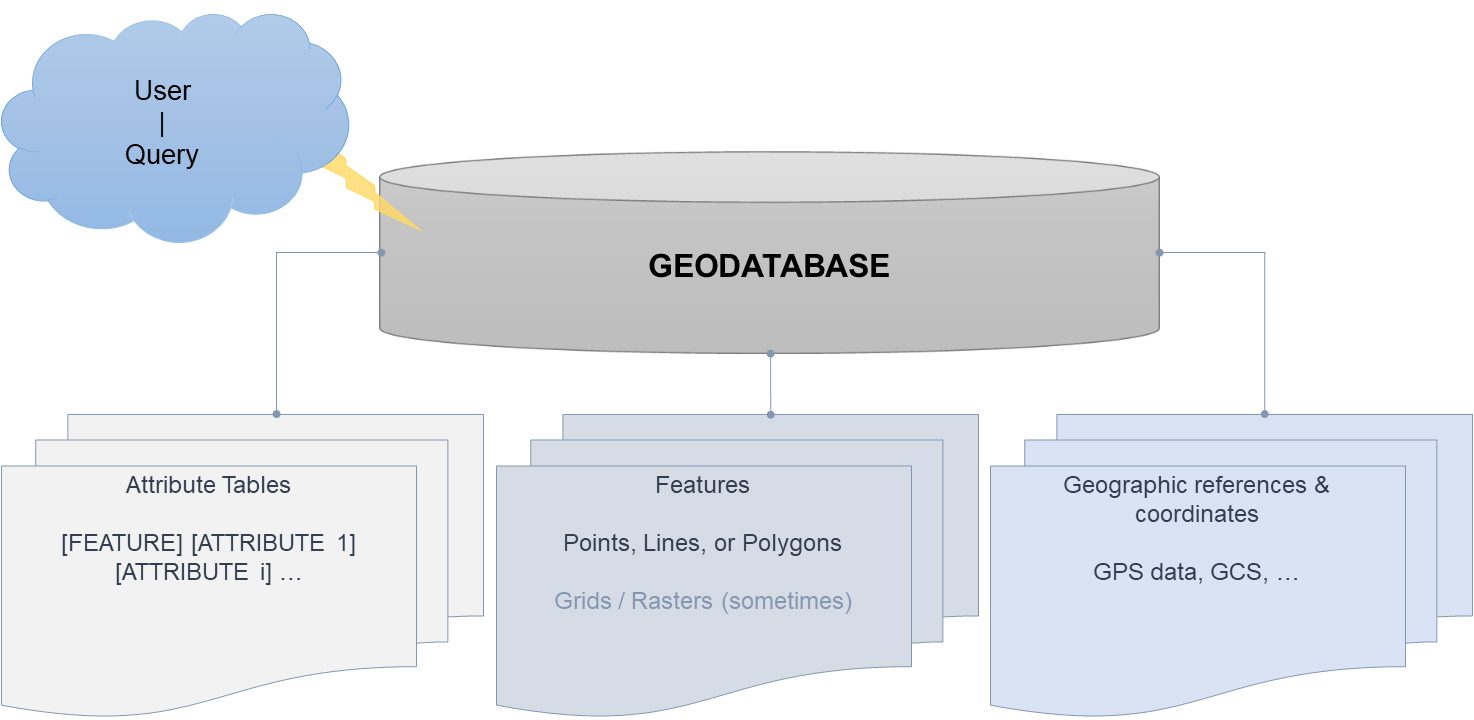 User
|
Query
GEODATABASE
Attribute Tables
[FEATURE] [ATTRIBUTE 1]
[ATTRIBUTE i] …
Features
Points, Lines, or Polygons
Grids / Rasters (sometimes)
Geographic references &
coordinates
GPS data, GCS, …